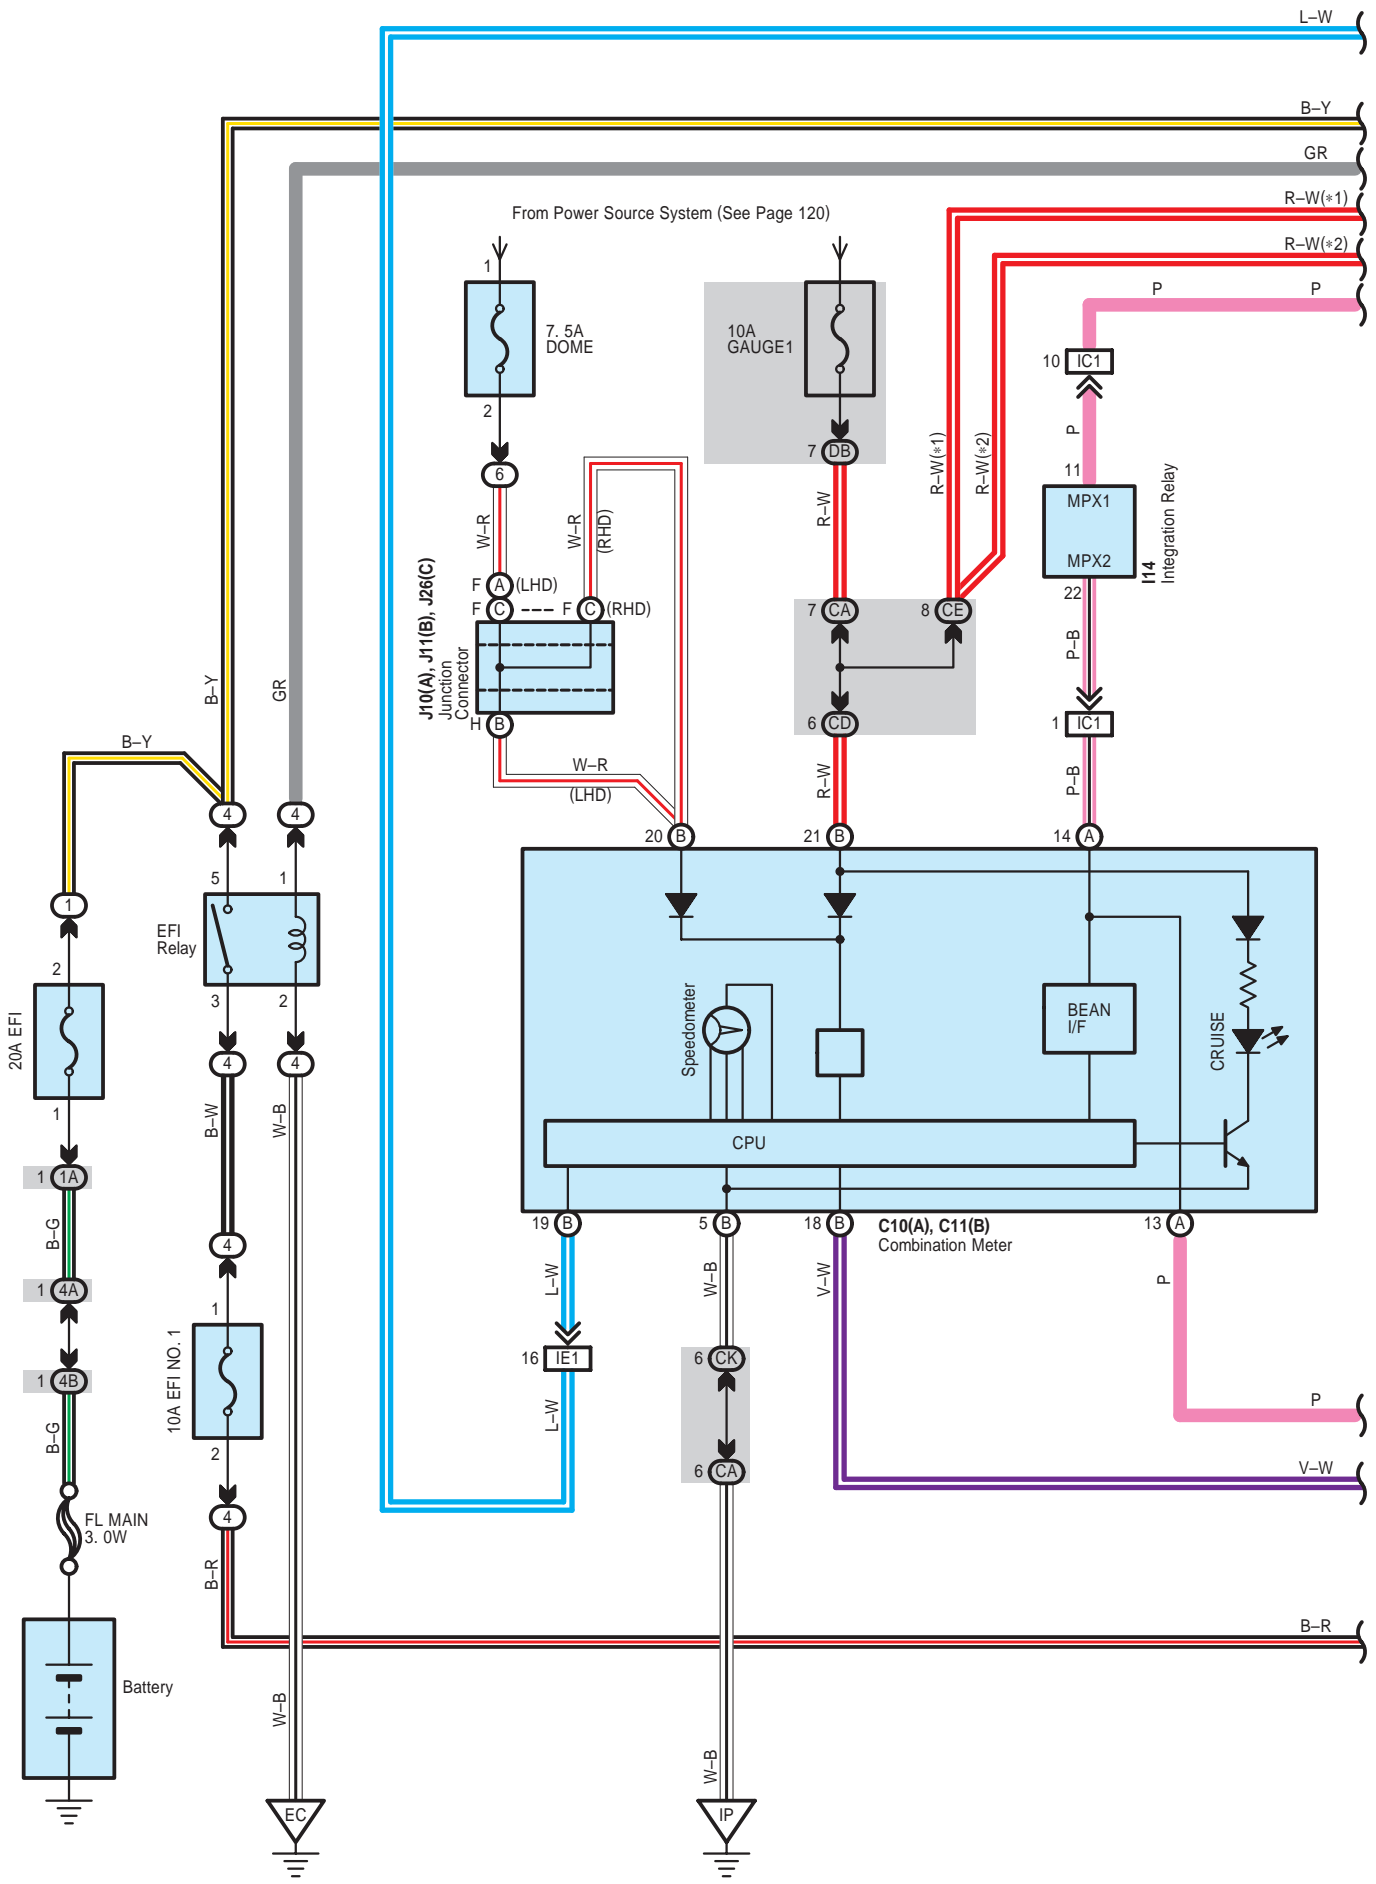 L–W
B–Y
GR
R–W(∗1)
From Power Source System (See Page 120)
R–W(∗2)
1
P
P
7. 5A
DOME
10A
GAUGE1
10
IC1
2
P
R–W(∗1)
R–W(∗2)
7
DB
6
11
MPX1
MPX2
I14
Integration Relay
W–R
W–R
(RHD)
R–W
F
A
(LHD)
F
C
F
C
(RHD)
22
7
CA
8
CE
J10(A), J11(B), J26(C)
Junction
Connector
P–B
B–Y
GR
H
B
6
CD
1
IC1
B–Y
W–R
(LHD)
R–W
P–B
4
4
20
B
21
B
14
A
5
1
1
EFI
Relay
2
3
2
20A EFI
Speedometer
BEAN
I/F
CRUISE
4
4
1
B–W
W–B
CPU
1
1A
19
B
5
B
18
B
C10(A), C11(B)
Combination Meter
13
A
B–G
4
L–W
W–B
V–W
P
1
4A
1
10A EFI NO. 1
16
IE1
6
CK
1
4B
B–G
L–W
P
2
6
CA
V–W
FL MAIN
3. 0W
4
B–R
B–R
Battery
W–B
W–B
EC
IP